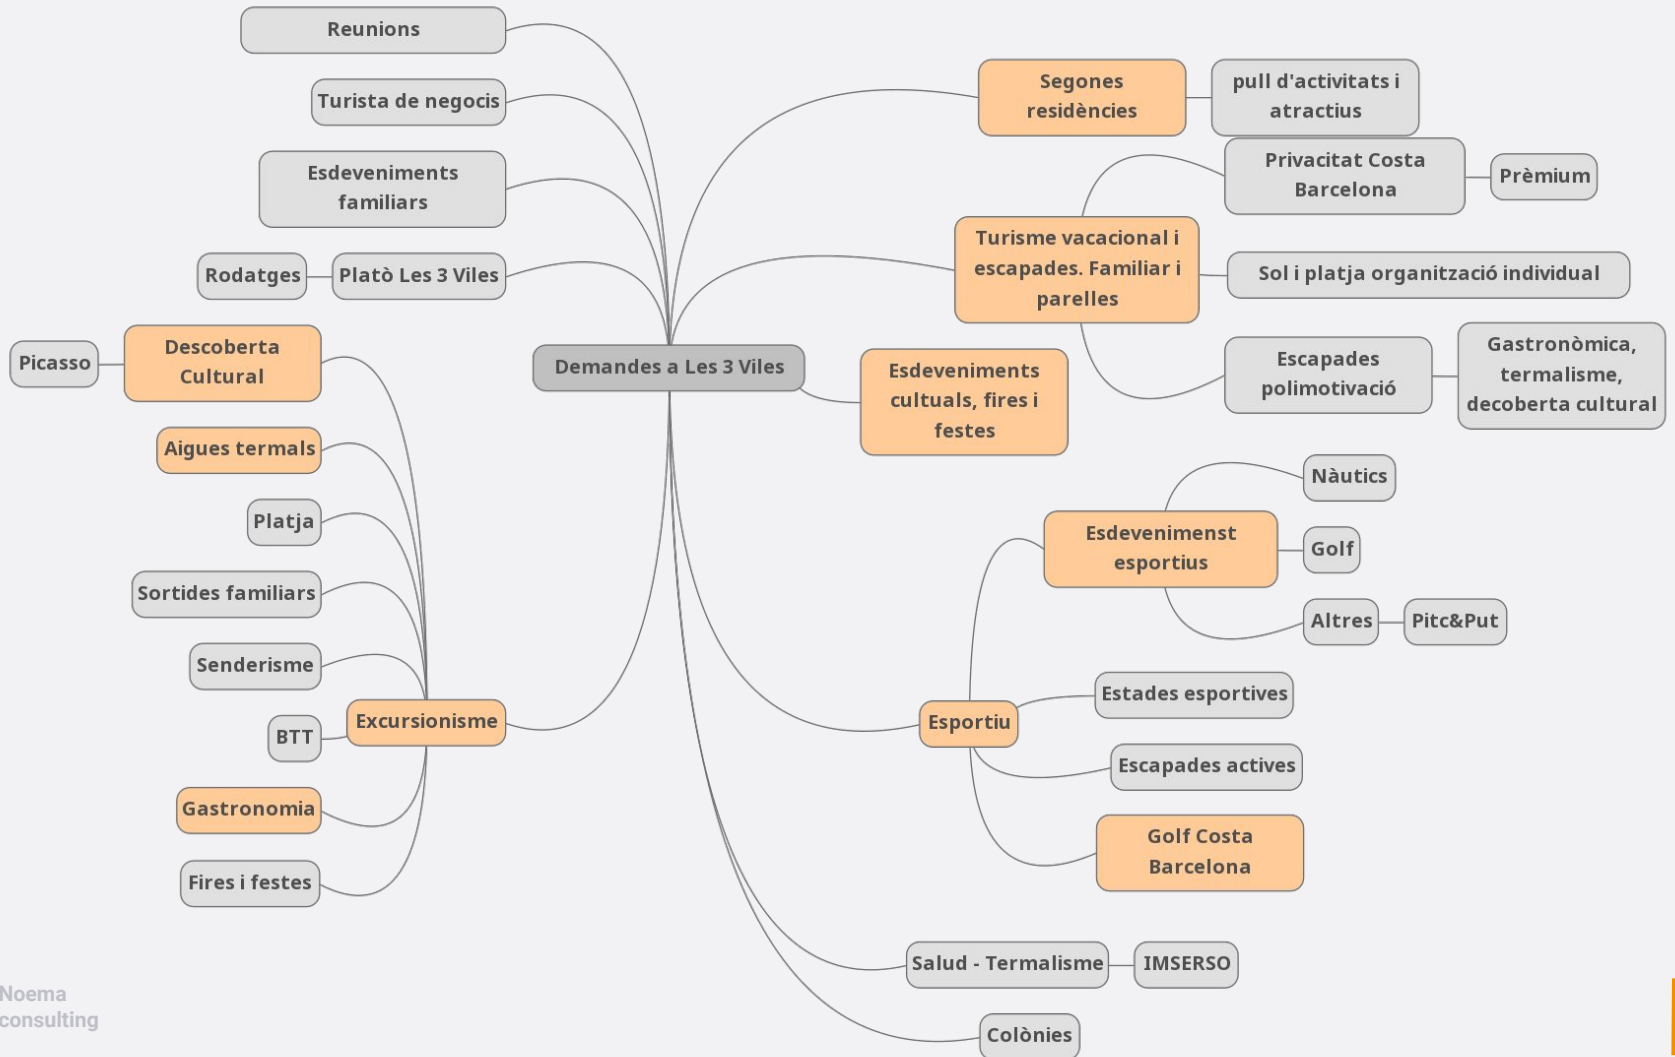 Reunions
Turista de negocis
Esdeveniments
familiars
Rodatges
Platò Les 3 Viles
Picasso
Descoberta
Cultural
Aigues termals
Platja
Sortides familiars
Senderisme
BTT
Excursionisme
Gastronomia
Fires i festes
Demandes a Les 3 Viles
Segones
residències
pull d'activitats i
atractius
Turisme vacacional i
escapades. Familiar i
parelles
Privacitat Costa
Barcelona
Prèmium
Sol i platja organització individual
Escapades
polimotivació
Gastronòmica,
termalisme,
decoberta cultural
Esdeveniments
cultuals, fires i
festes
Esportiu
Esdevenimenst
esportius
Nàutics
Golf
Altres
Pitc&Put
Estades esportives
Escapades actives
Golf Costa
Barcelona
Salud - Termalisme
IMSERSO
Colònies
Noema
consulting